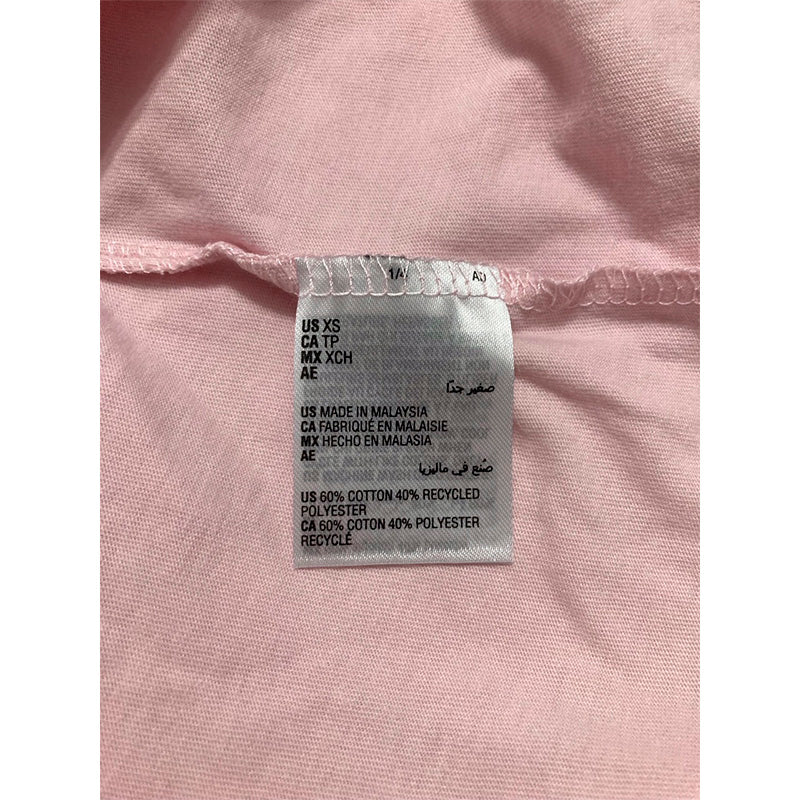 US XS
CA TP
MX XCH
AE
صغير جدًا
US MADE IN MALAYSIA
CA FABRIQUÉ EN MALAISIE
MX HECHO EN MALASIA
AE
صُنع في ماليزيا
US 60% COTTON 40% RECYCLED
POLYESTER
CA 60% COTON 40% POLYESTER
RECYCLÉ